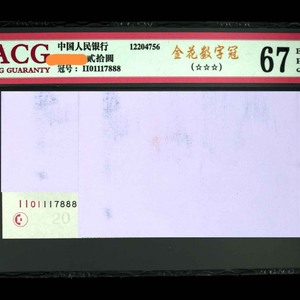 ACG
NG GUARANTY
中国人民银行
贰拾圆
冠号：II01117888
12204756
金花数字冠
(☆☆☆)
67
II01117888
20